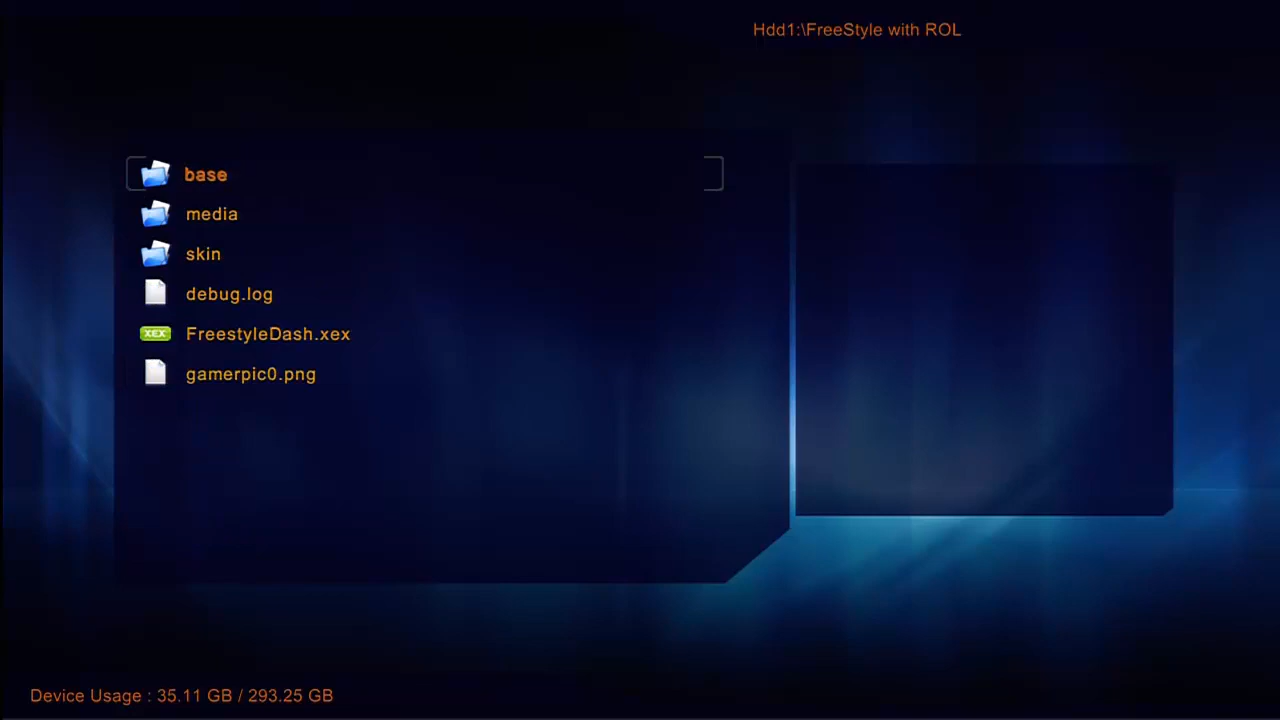 Hdd1:\FreeStyle with ROL
base
media
skin
debug.log
XEX FreestyleDash.xex
gamerpic0.png
Device Usage : 35.11 GB / 293.25 GB